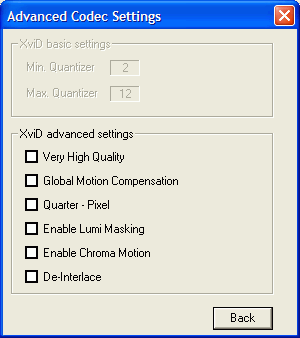 Advanced Codec Settings
XviD basic settings
Min. Quantizer 2
Max. Quantizer 12
XviD advanced settings
Very High Quality
Global Motion Compensation
Quarter - Pixel
Enable Lumi Masking
Enable Chroma Motion
De-Interlace
Back